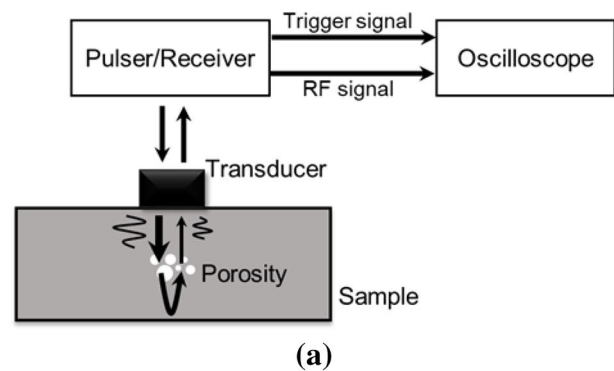 Trigger signal
Pulser/Receiver
Oscilloscope
RF signal
Transducer
Porosity
Sample
(a)